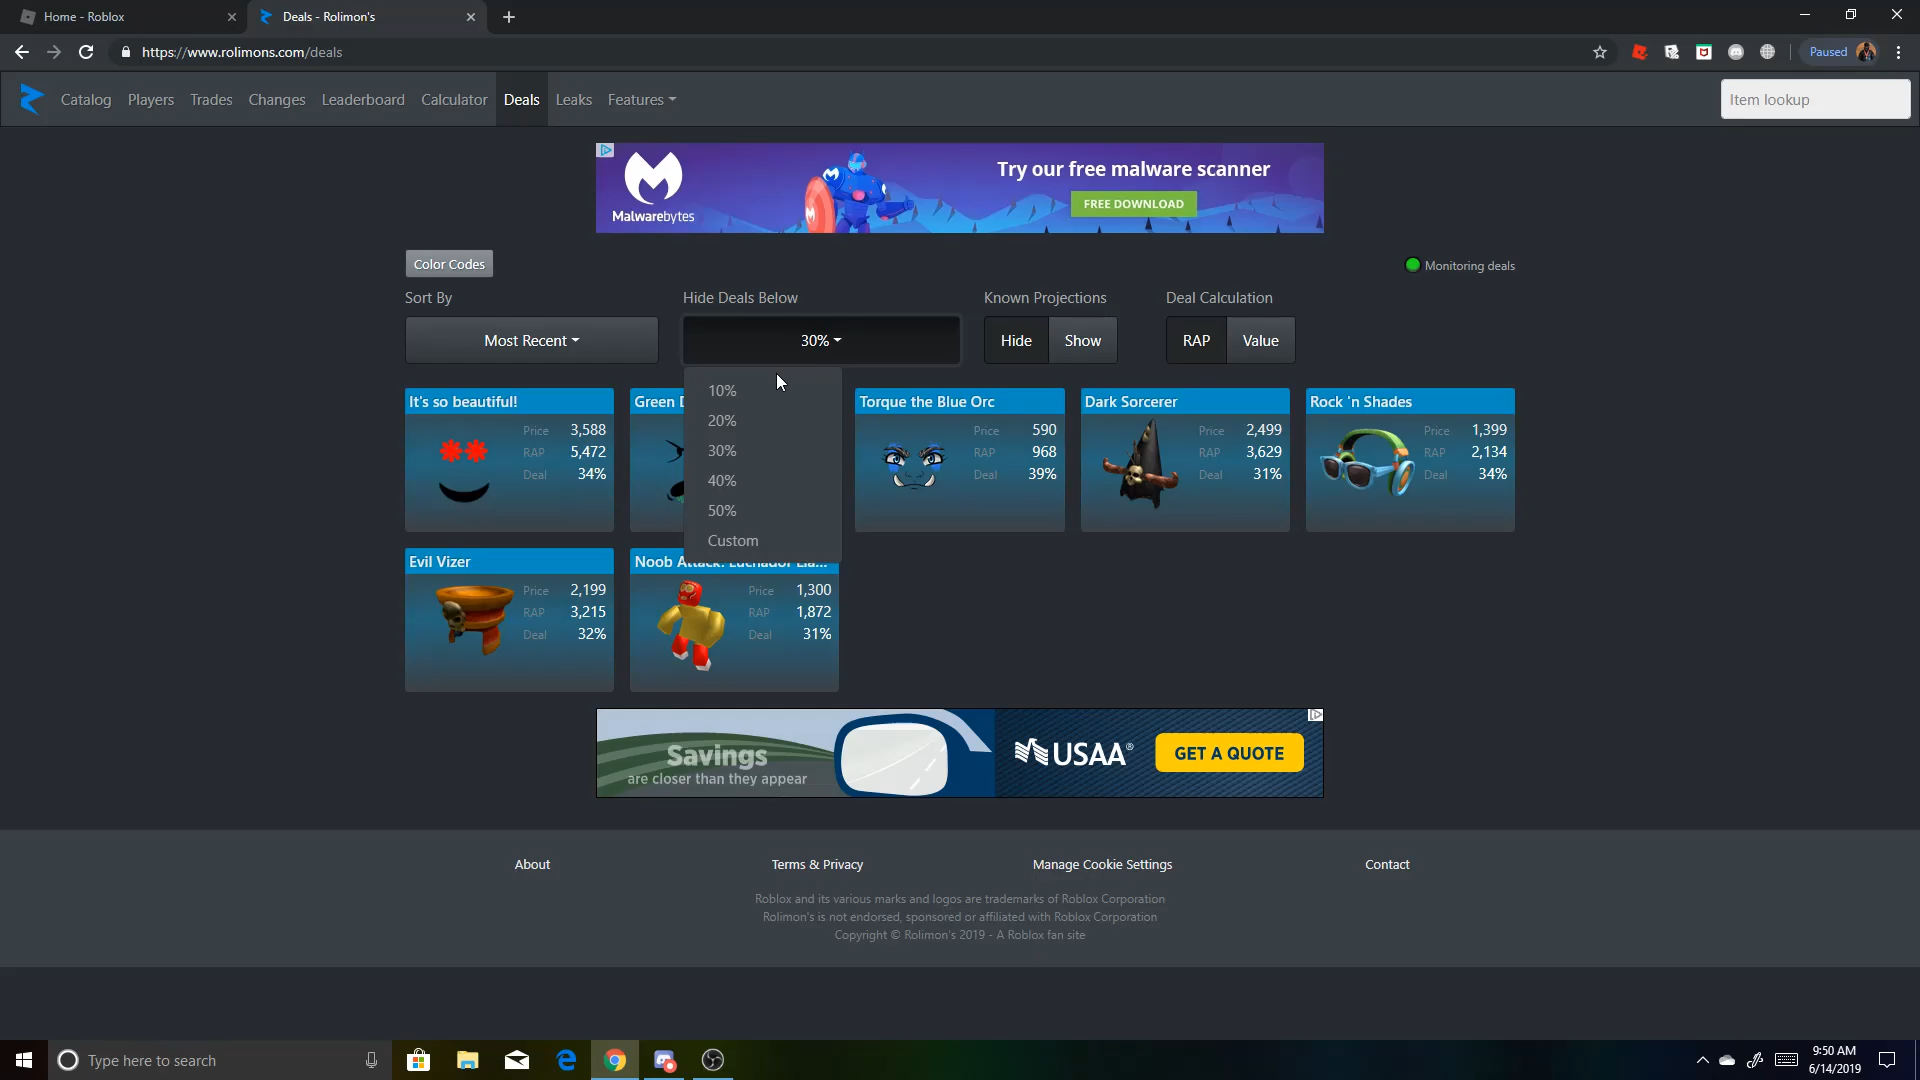 Home - Roblox
Deals - Rolimon's
https://www.rolimons.com/deals
Paused
Catalog Players Trades Changes Leaderboard Calculator Deals Leaks Features
Item lookup
Malwarebytes
Try our free malware scanner
FREE DOWNLOAD
Color Codes
Monitoring deals
Sort By
Hide Deals Below
Known Projections
Deal Calculation
Most Recent
30%
Hide Show
RAP Value
10%
20%
30%
40%
50%
Custom
It's so beautiful!
Price 3,588
RAP 5,472
Deal 34%
Green
Torque the Blue Orc
Price 590
RAP 968
Deal 39%
Dark Sorcerer
Price 2,499
RAP 3,629
Deal 31%
Rock 'n Shades
Price 1,399
RAP 2,134
Deal 34%
Evil Vizer
Price 2,199
RAP 3,215
Deal 32%
Noob Attack: Luchador
Price 1,300
RAP 1,872
Deal 31%
Savings
are closer than they appear
USAA®
GET A QUOTE
About
Terms & Privacy
Manage Cookie Settings
Contact
Roblox and its various marks and logos are trademarks of Roblox Corporation
Rolimon's is not endorsed, sponsored or affiliated with Roblox Corporation
Copyright © Rolimon's 2019 - A Roblox fan site
Type here to search
9:50 AM
6/14/2019